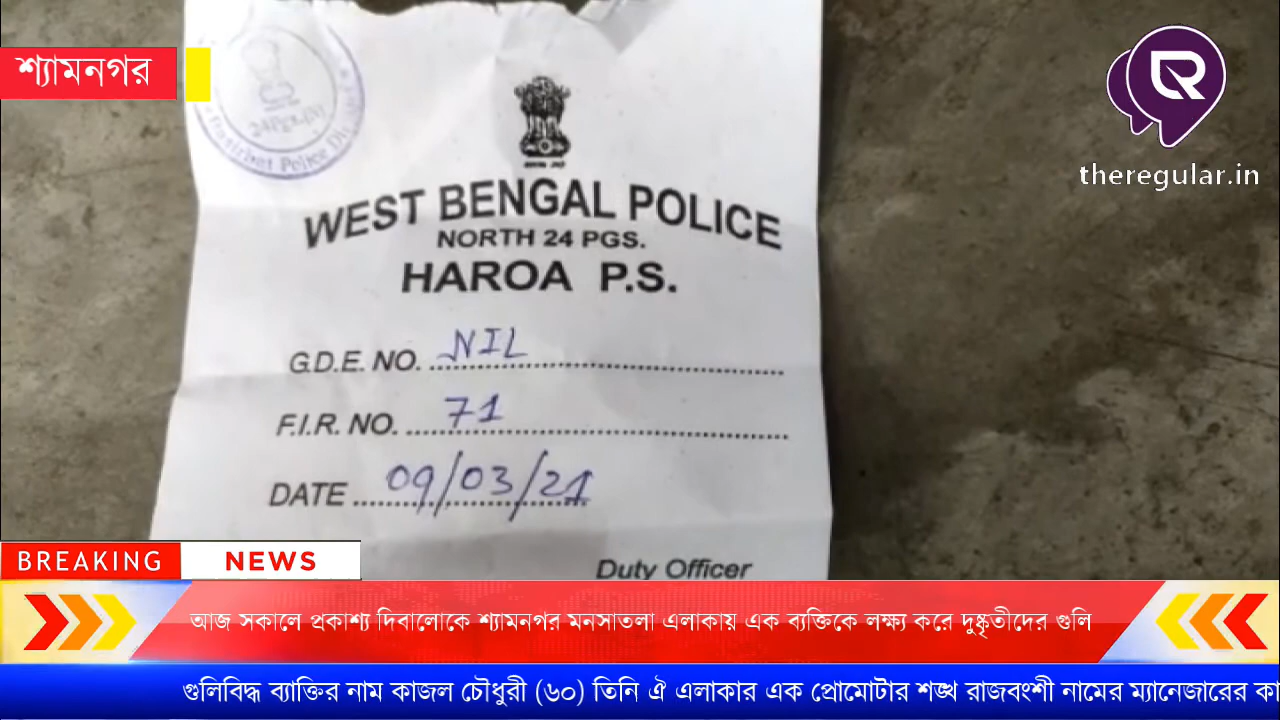 শ্যামনগর
theregular.in
WEST BENGAL POLICE
NORTH 24 PGS.
HAROA P.S.
G.D.E. NO. NIL
F.I.R. NO. 71
DATE 09/03/21
Duty Officer
BREAKING NEWS
আজ সকালে প্রকাশ্য দিবালোকে শ্যামনগর মনসাতলা এলাকায় এক ব্যক্তিকে লক্ষ্য করে দুষ্কৃতীদের গুলি
গুলিবিদ্ধ ব্যাক্তির নাম কাজল চৌধুরী (৬০) তিনি ঐ এলাকার এক প্রোমোটার শঙ্খ রাজবংশী নামের ম্যানেজারের কা